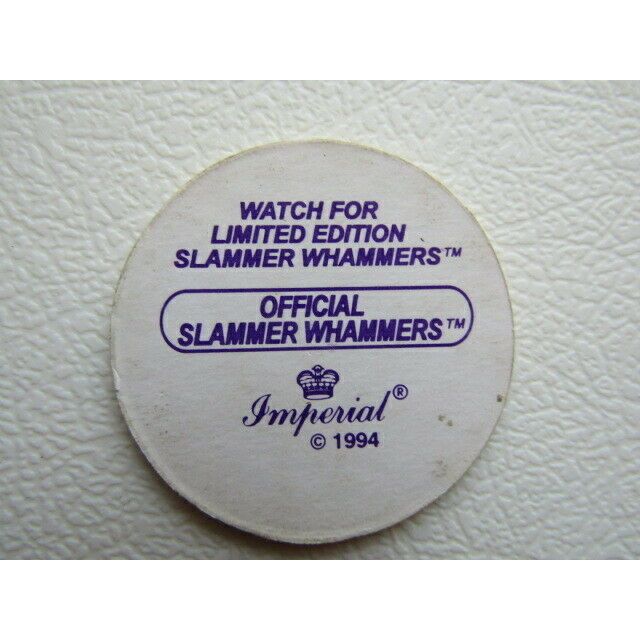 WATCH FOR
LIMITED EDITION
SLAMMER WHAMMERS™
OFFICIAL
SLAMMER WHAMMERS™
Imperial®
© 1994